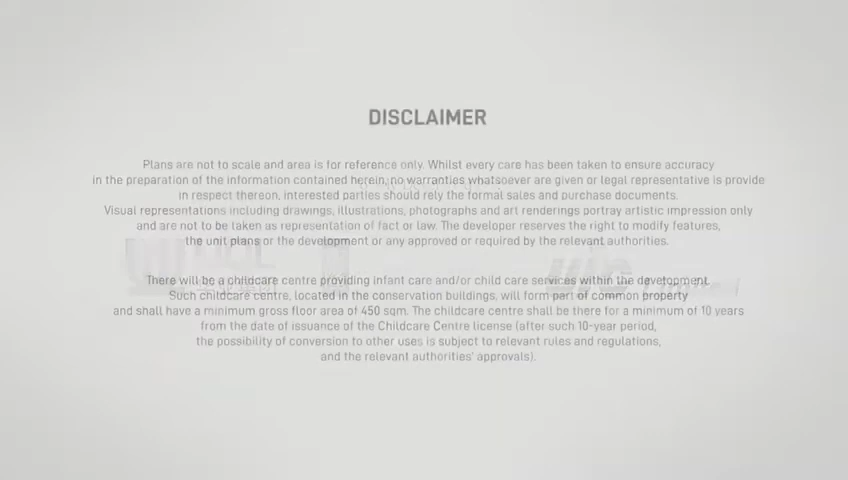 DISCLAIMER
Plans are not to scale and area is for reference only. Whilst every care has been taken to ensure accuracy
in the preparation of the information contained herein, no warranties whatsoever are given or legal representative is provide
in respect thereon, interested parties should rely the formal sales and purchase documents.
Visual representations including drawings, illustrations, photographs and art renderings portray artistic impression only
and are not to be taken as representation of fact or law. The developer reserves the right to modify features,
the unit plans or the development or any approved or required by the relevant authorities.
There will be a childcare centre providing infant care and/or child care services within the development.
Such childcare centre, located in the conservation buildings, will form part of common property
and shall have a minimum gross floor area of 450 sqm. The childcare centre shall be there for a minimum of 10 years
from the date of issuance of the Childcare Centre license (after such 10-year period,
the possibility of conversion to other uses is subject to relevant rules and regulations,
and the relevant authorities' approvals).